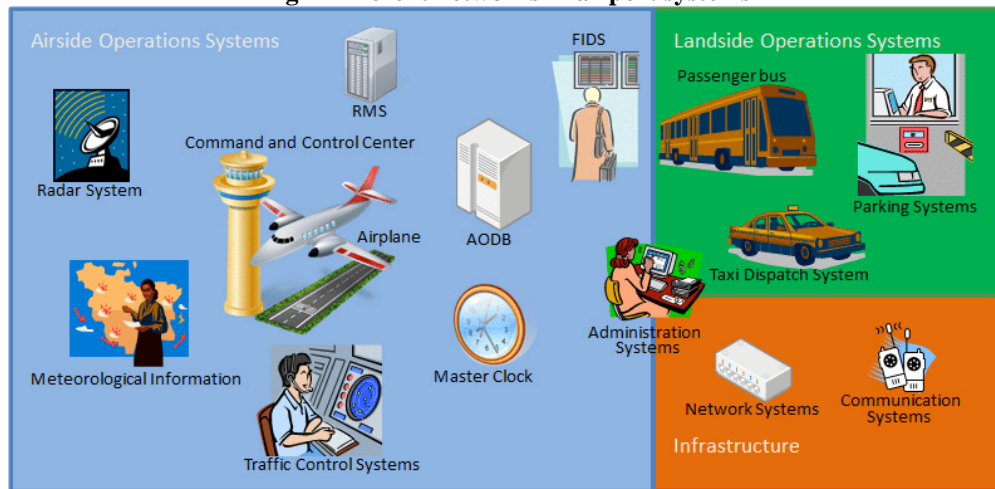 Airside Operations Systems
FIDS
RMS
Command and Control Center
Radar System
Airplane
AODB
Meteorological Information
Master Clock
Traffic Control Systems
Administration
Systems
Landside Operations Systems
Passenger bus
Parking Systems
Taxi Dispatch System
Network Systems
Communication
Systems
Infrastructure